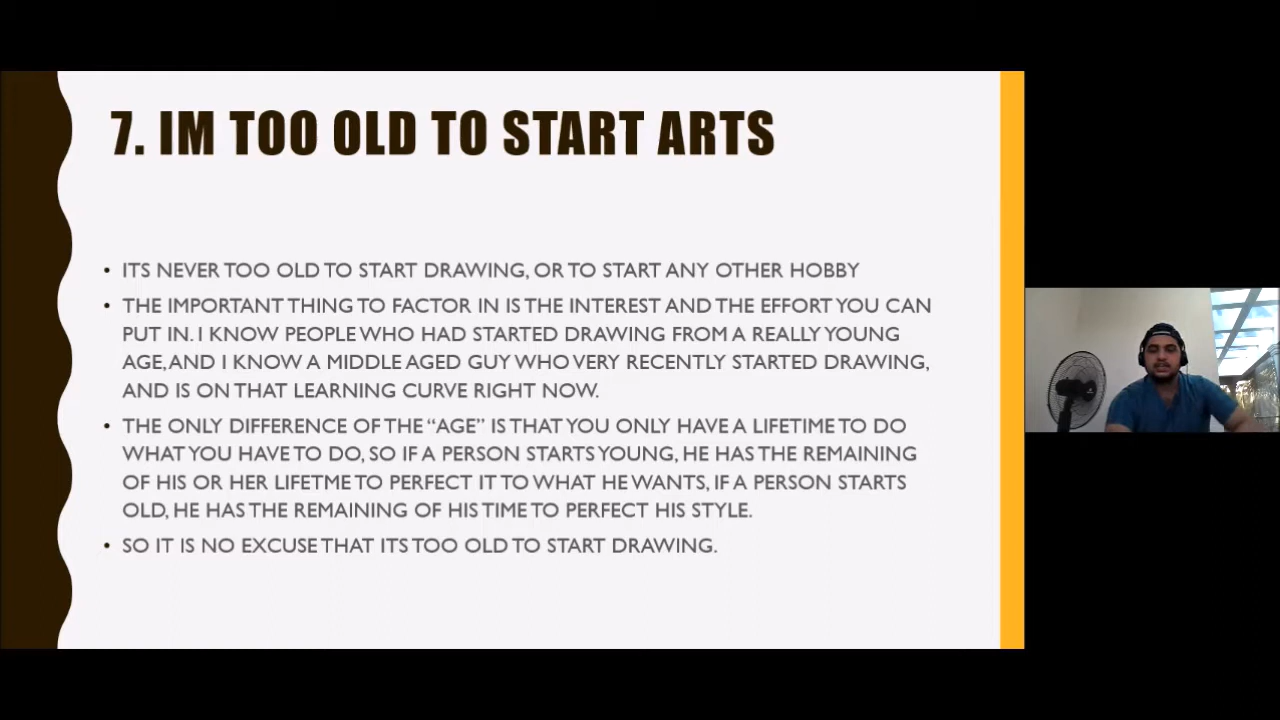 7. IM TOO OLD TO START ARTS
• ITS NEVER TOO OLD TO START DRAWING, OR TO START ANY OTHER HOBBY
• THE IMPORTANT THING TO FACTOR IN IS THE INTEREST AND THE EFFORT YOU CAN
PUT IN. I KNOW PEOPLE WHO HAD STARTED DRAWING FROM A REALLY YOUNG
AGE, AND I KNOW A MIDDLE AGED GUY WHO VERY RECENTLY STARTED DRAWING,
AND IS ON THAT LEARNING CURVE RIGHT NOW.
• THE ONLY DIFFERENCE OF THE “AGE” IS THAT YOU ONLY HAVE A LIFETIME TO DO
WHAT YOU HAVE TO DO, SO IF A PERSON STARTS YOUNG, HE HAS THE REMAINING
OF HIS OR HER LIFETME TO PERFECT IT TO WHAT HE WANTS, IF A PERSON STARTS
OLD, HE HAS THE REMAINING OF HIS TIME TO PERFECT HIS STYLE.
• SO IT IS NO EXCUSE THAT ITS TOO OLD TO START DRAWING.